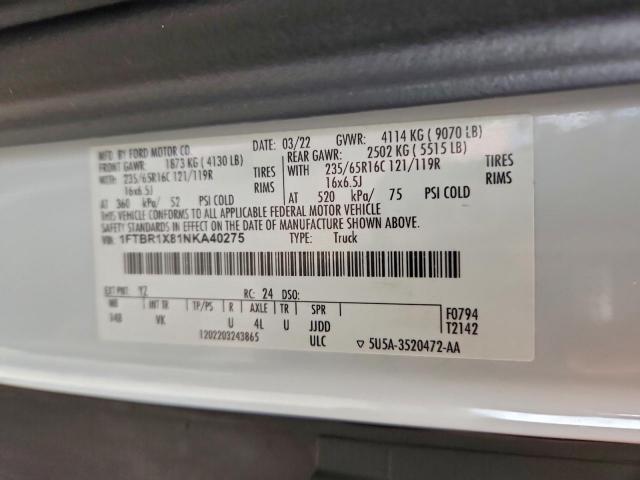 MFD. BY FORD MOTOR CO. DATE: 03/22 GVWR: 4114 KG ( 9070 LB)
FRONT GAWR: 1873 KG ( 4130 LB) REAR GAWR: 2502 KG ( 5515 LB)
WITH 235/65R16C 121/119R TIRES WITH 235/65R16C 121/119R TIRES
16x6.5J RIMS 16x6.5J RIMS
AT 360 kPa/ 52 PSI COLD AT 520 kPa/ 75 PSI COLD
THIS VEHICLE CONFORMS TO ALL APPLICABLE FEDERAL MOTOR VEHICLE
SAFETY STANDARDS IN EFFECT ON THE DATE OF MANUFACTURE SHOWN ABOVE.
VIN: 1FTBR1X81NKA40275 TYPE: Truck
EXT PNT: YZ RC: 24 DSO:
WB INT TR TP/PS R AXLE TR SPR F0794
148 VK U 4L U JJDD T2142
1202203243865 ULC ▽ 5U5A-3520472-AA